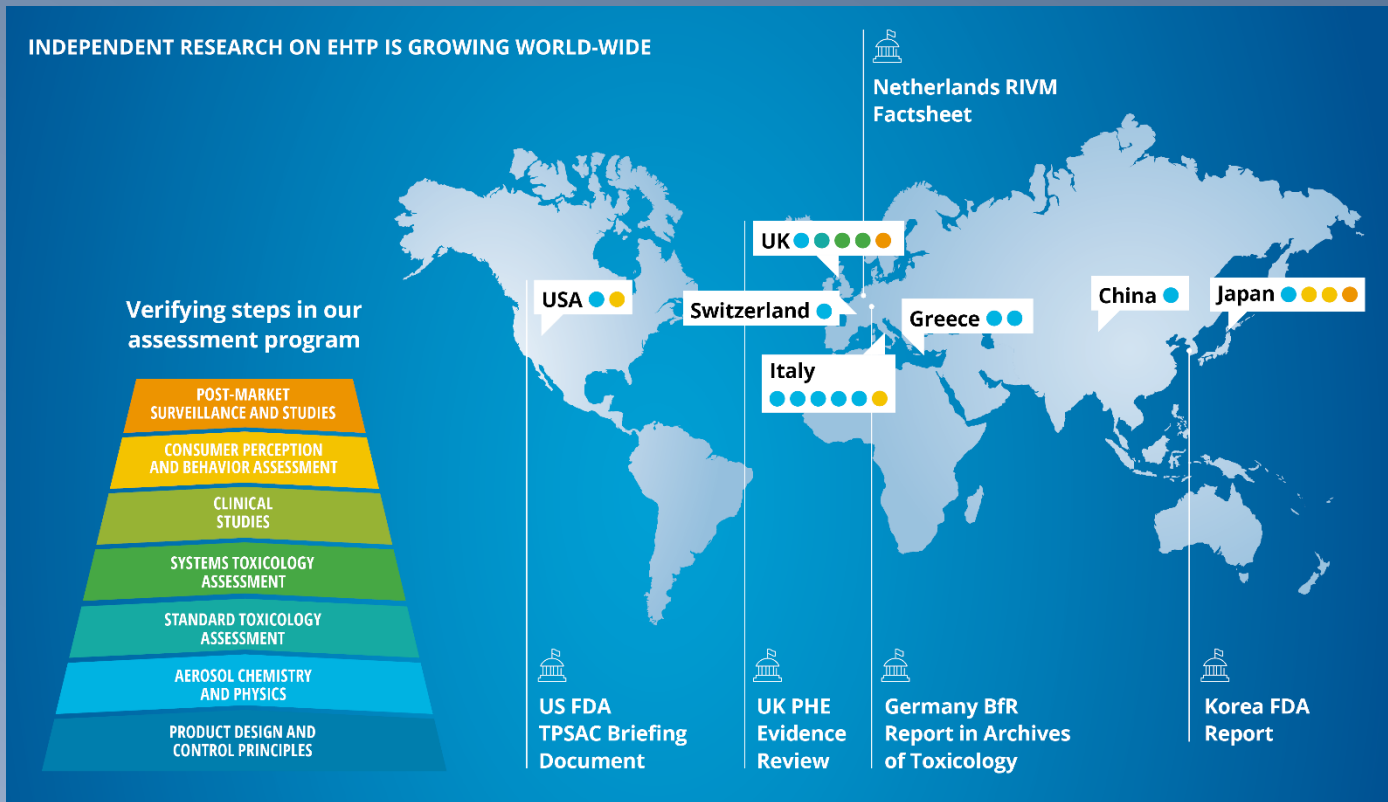 INDEPENDENT RESEARCH ON EHTP IS GROWING WORLD-WIDE
Netherlands RIVM
Factsheet
UK
USA
Switzerland
Greece
China
Japan
Italy
Verifying steps in our
assessment program
POST-MARKET
SURVEILLANCE AND STUDIES
CONSUMER PERCEPTION
AND BEHAVIOR ASSESSMENT
CLINICAL
STUDIES
SYSTEMS TOXICOLOGY
ASSESSMENT
STANDARD TOXICOLOGY
ASSESSMENT
AEROSOL CHEMISTRY
AND PHYSICS
PRODUCT DESIGN AND
CONTROL PRINCIPLES
US FDA
TPSAC Briefing
Document
UK PHE
Evidence
Review
Germany BfR
Report in Archives
of Toxicology
Korea FDA
Report